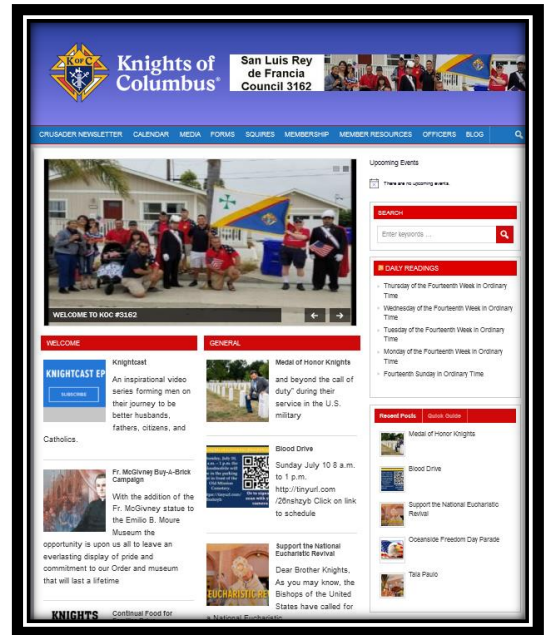 K OF C
Knights of
Columbus®
San Luis Rey
de Francia
Council 3162
CRUSADER NEWSLETTER CALENDAR MEDIA FORMS SQUIRES MEMBERSHIP MEMBER RESOURCES OFFICERS BLOG
WELCOME TO KOC #3162
Upcoming Events
There are no upcoming events.
SEARCH
Enter keywords ...
DAILY READINGS
Thursday of the Fourteenth Week in Ordinary
Time
Wednesday of the Fourteenth Week in Ordinary
Time
Tuesday of the Fourteenth Week in Ordinary
Time
Monday of the Fourteenth Week in Ordinary
Time
Fourteenth Sunday in Ordinary Time
WELCOME
KNIGHTCAST EP
SUBSCRIBE
Knightcast
An inspirational video
series forming men on
their journey to be
better husbands,
fathers, citizens, and
Catholics.
Fr. McGivney Buy-A-Brick
Campaign
With the addition of the
Fr. McGivney statue to
the Emilio B. Moure
Museum the
opportunity is upon us all to leave an
everlasting display of pride and
commitment to our Order and museum
that will last a lifetime
KNIGHTS
Continual Food for
GENERAL
Medal of Honor Knights
and beyond the call of
duty" during their
service in the U.S.
military
Blood Drive
Sunday July 10 8 a.m.
to 1 p.m.
http://tinyurl.com
/26nshzyb Click on link
to schedule
Support the National
Eucharistic Revival
Dear Brother Knights,
As you may know, the
Bishops of the United
States have called for
a National Eucharistic
EUCHARISTIC RE
Recent Posts Quick Guide
Medal of Honor Knights
Blood Drive
Support the National Eucharistic
Revival
Oceanside Freedom Day Parade
Tala Paulo